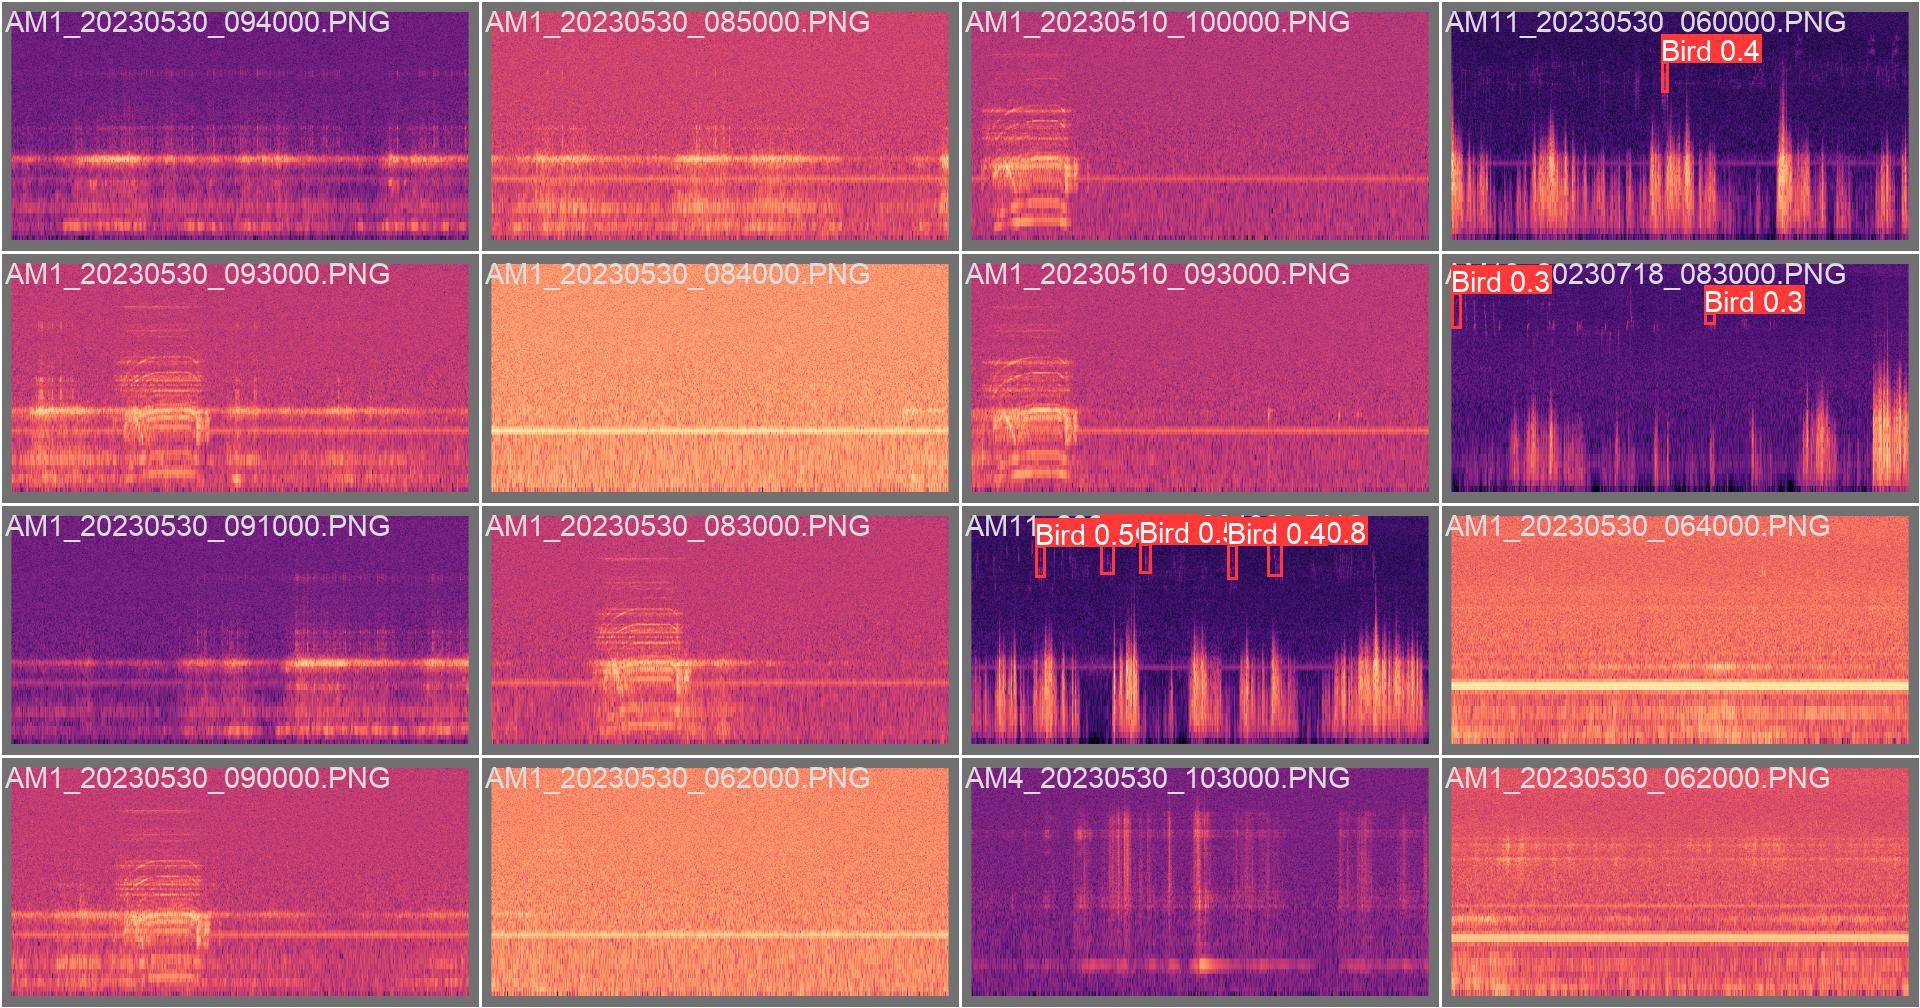 AM1_20230530_094000.PNG
AM1_20230530_085000.PNG
AM1_20230510_100000.PNG
AM11_20230530_060000.PNG
Bird 0.4
AM1_20230530_093000.PNG
AM1_20230530_084000.PNG
AM1_20230510_093000.PNG
20230718_083000.PNG
Bird 0.3
Bird 0.3
AM1_20230530_091000.PNG
AM1_20230530_083000.PNG
AM11
Bird 0.5
Bird 0.5
Bird 0.4
0.8
AM1_20230530_064000.PNG
AM1_20230530_090000.PNG
AM1_20230530_062000.PNG
AM4_20230530_103000.PNG
AM1_20230530_062000.PNG